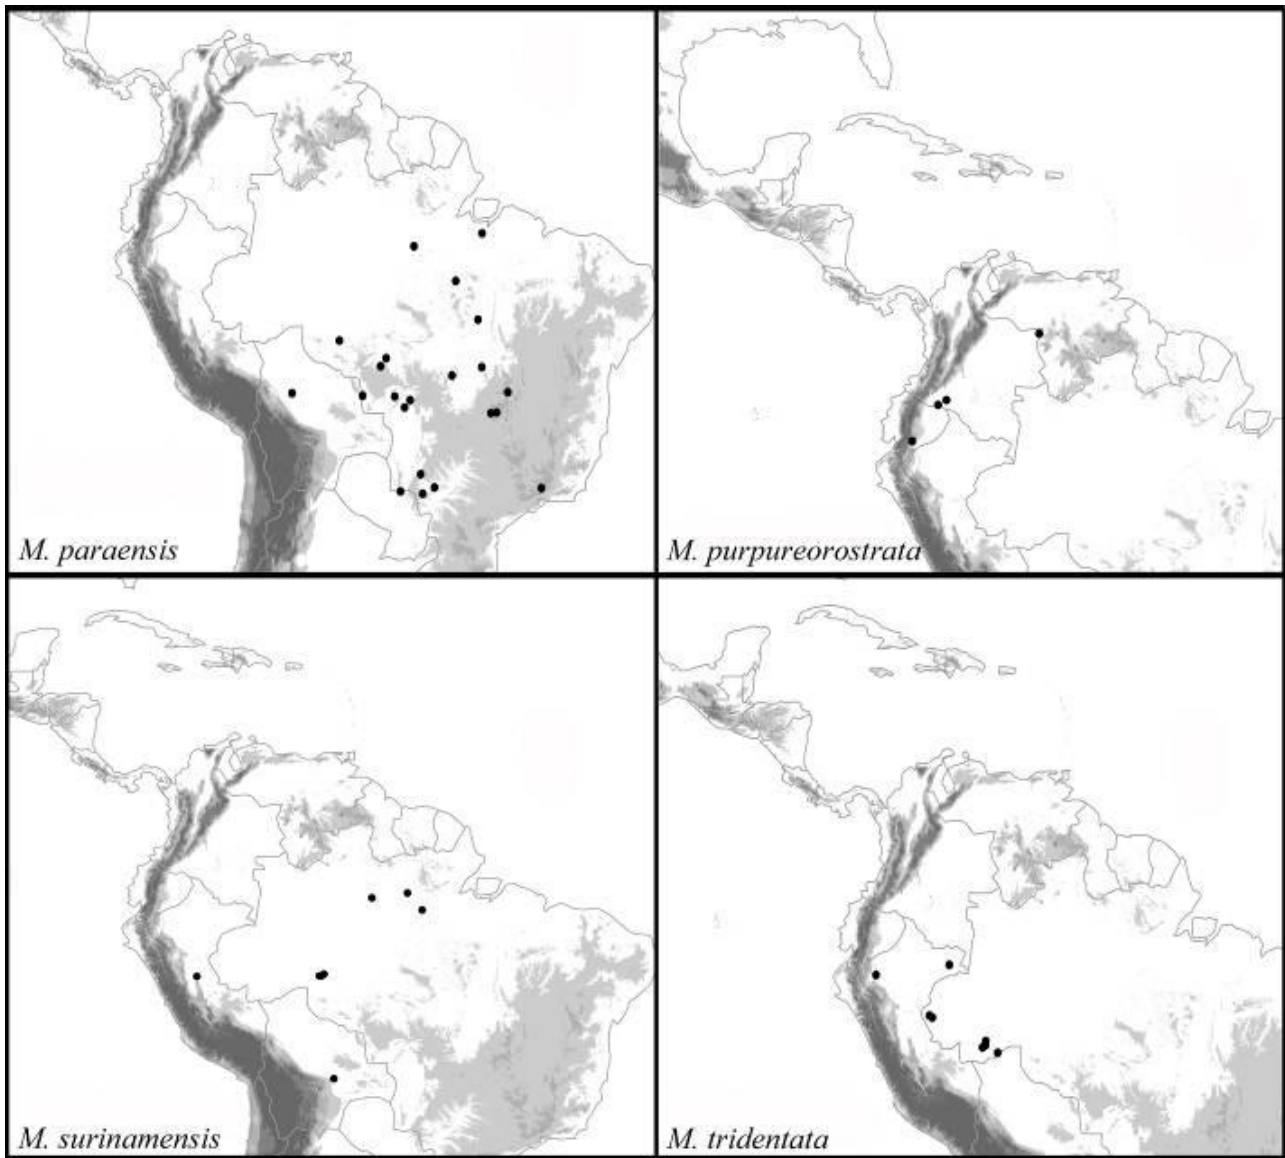 M. paraensis
M. purpureorostrata
M. surinamensis
M. tridentata